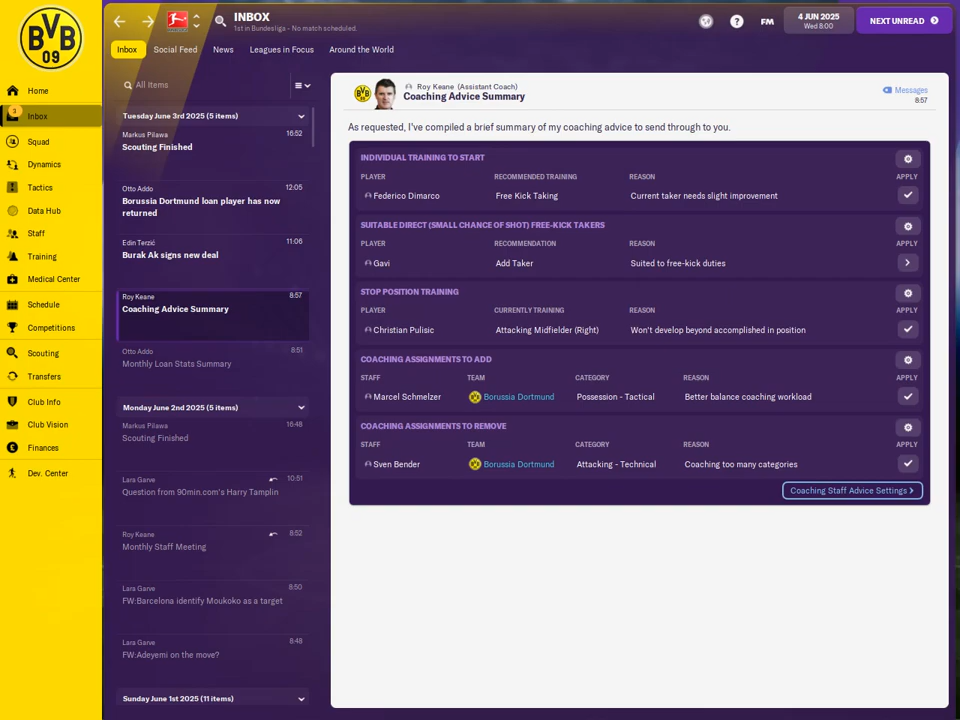 BVB
09
INBOX
1st in Bundesliga - No match scheduled.
FM
4 JUN 2025
Wed 8:00
NEXT UNREAD
Inbox
Social Feed
News
Leagues in Focus
Around the World
Home
3
Inbox
Squad
Dynamics
Tactics
Data Hub
Staff
Training
Medical Center
Schedule
Competitions
Scouting
Transfers
Club Info
Club Vision
Finances
Dev. Center
All Items
Tuesday June 3rd 2025 (5 items)
Markus Pilawa 16:52
Scouting Finished
Otto Addo 12:05
Borussia Dortmund loan player has now
returned
Edin Terzić 11:06
Burak Ak signs new deal
Roy Keane 8:57
Coaching Advice Summary
Otto Addo 8:51
Monthly Loan Stats Summary
Monday June 2nd 2025 (5 items)
Markus Pilawa 16:48
Scouting Finished
Lara Garve 10:51
Question from 90min.com's Harry Tamplin
Roy Keane 8:52
Monthly Staff Meeting
Lara Garve 8:50
FW:Barcelona identify Moukoko as a target
Lara Garve 8:48
FW:Adeyemi on the move?
Sunday June 1st 2025 (11 items)
Roy Keane (Assistant Coach)
Coaching Advice Summary
Messages
8:57
As requested, I've compiled a brief summary of my coaching advice to send through to you.
INDIVIDUAL TRAINING TO START
PLAYER RECOMMENDED TRAINING REASON APPLY
Federico Dimarco Free Kick Taking Current taker needs slight improvement
SUITABLE DIRECT (SMALL CHANCE OF SHOT) FREE-KICK TAKERS
PLAYER RECOMMENDATION REASON APPLY
Gavi Add Taker Suited to free-kick duties
STOP POSITION TRAINING
PLAYER CURRENTLY TRAINING REASON APPLY
Christian Pulisic Attacking Midfielder (Right) Won't develop beyond accomplished in position
COACHING ASSIGNMENTS TO ADD
STAFF TEAM CATEGORY REASON APPLY
Marcel Schmelzer Borussia Dortmund Possession - Tactical Better balance coaching workload
COACHING ASSIGNMENTS TO REMOVE
STAFF TEAM CATEGORY REASON APPLY
Sven Bender Borussia Dortmund Attacking - Technical Coaching too many categories
Coaching Staff Advice Settings